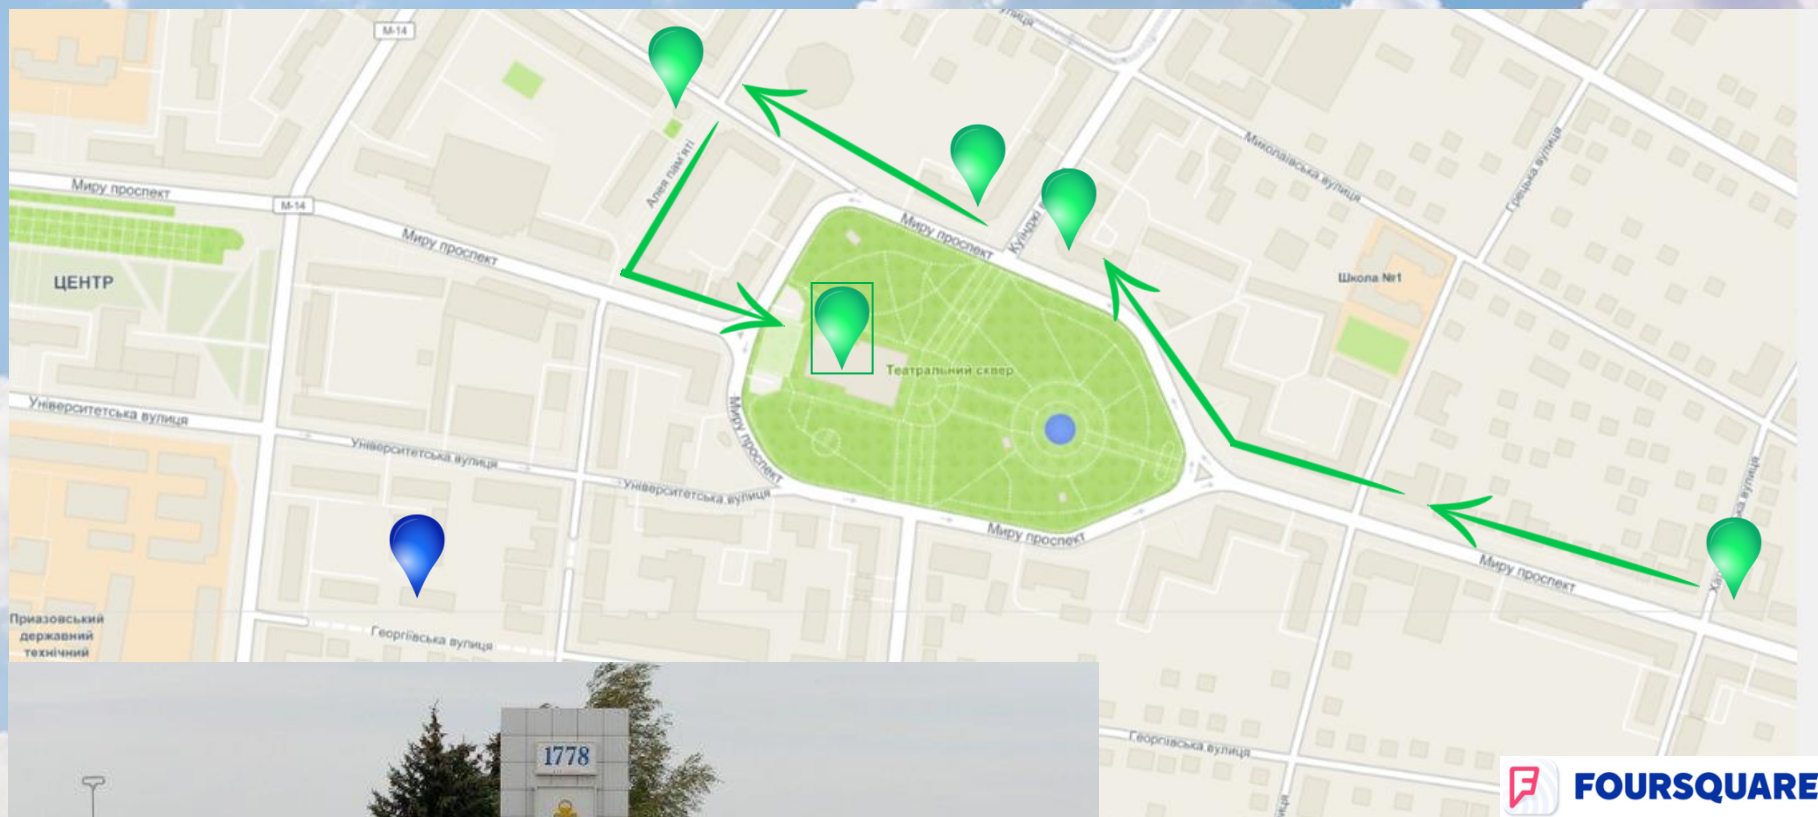 M-14
вулиця
Миру проспект
M-14
Алея пам'яті
Миру проспект
Миру проспект
Куїнджі в
Миколаївська вулиця
Грецька вулиця
Школа №1
ЦЕНТР
Театральний сквер
Університетська вулиця
Університетська вулиця
Миру проспект
Університетська вулиця
Миру проспект
Миру проспект
Приазовський
державний
технічний
Георгіївська вулиця
Георгіївська вулиця
1778
FOURSQUARE